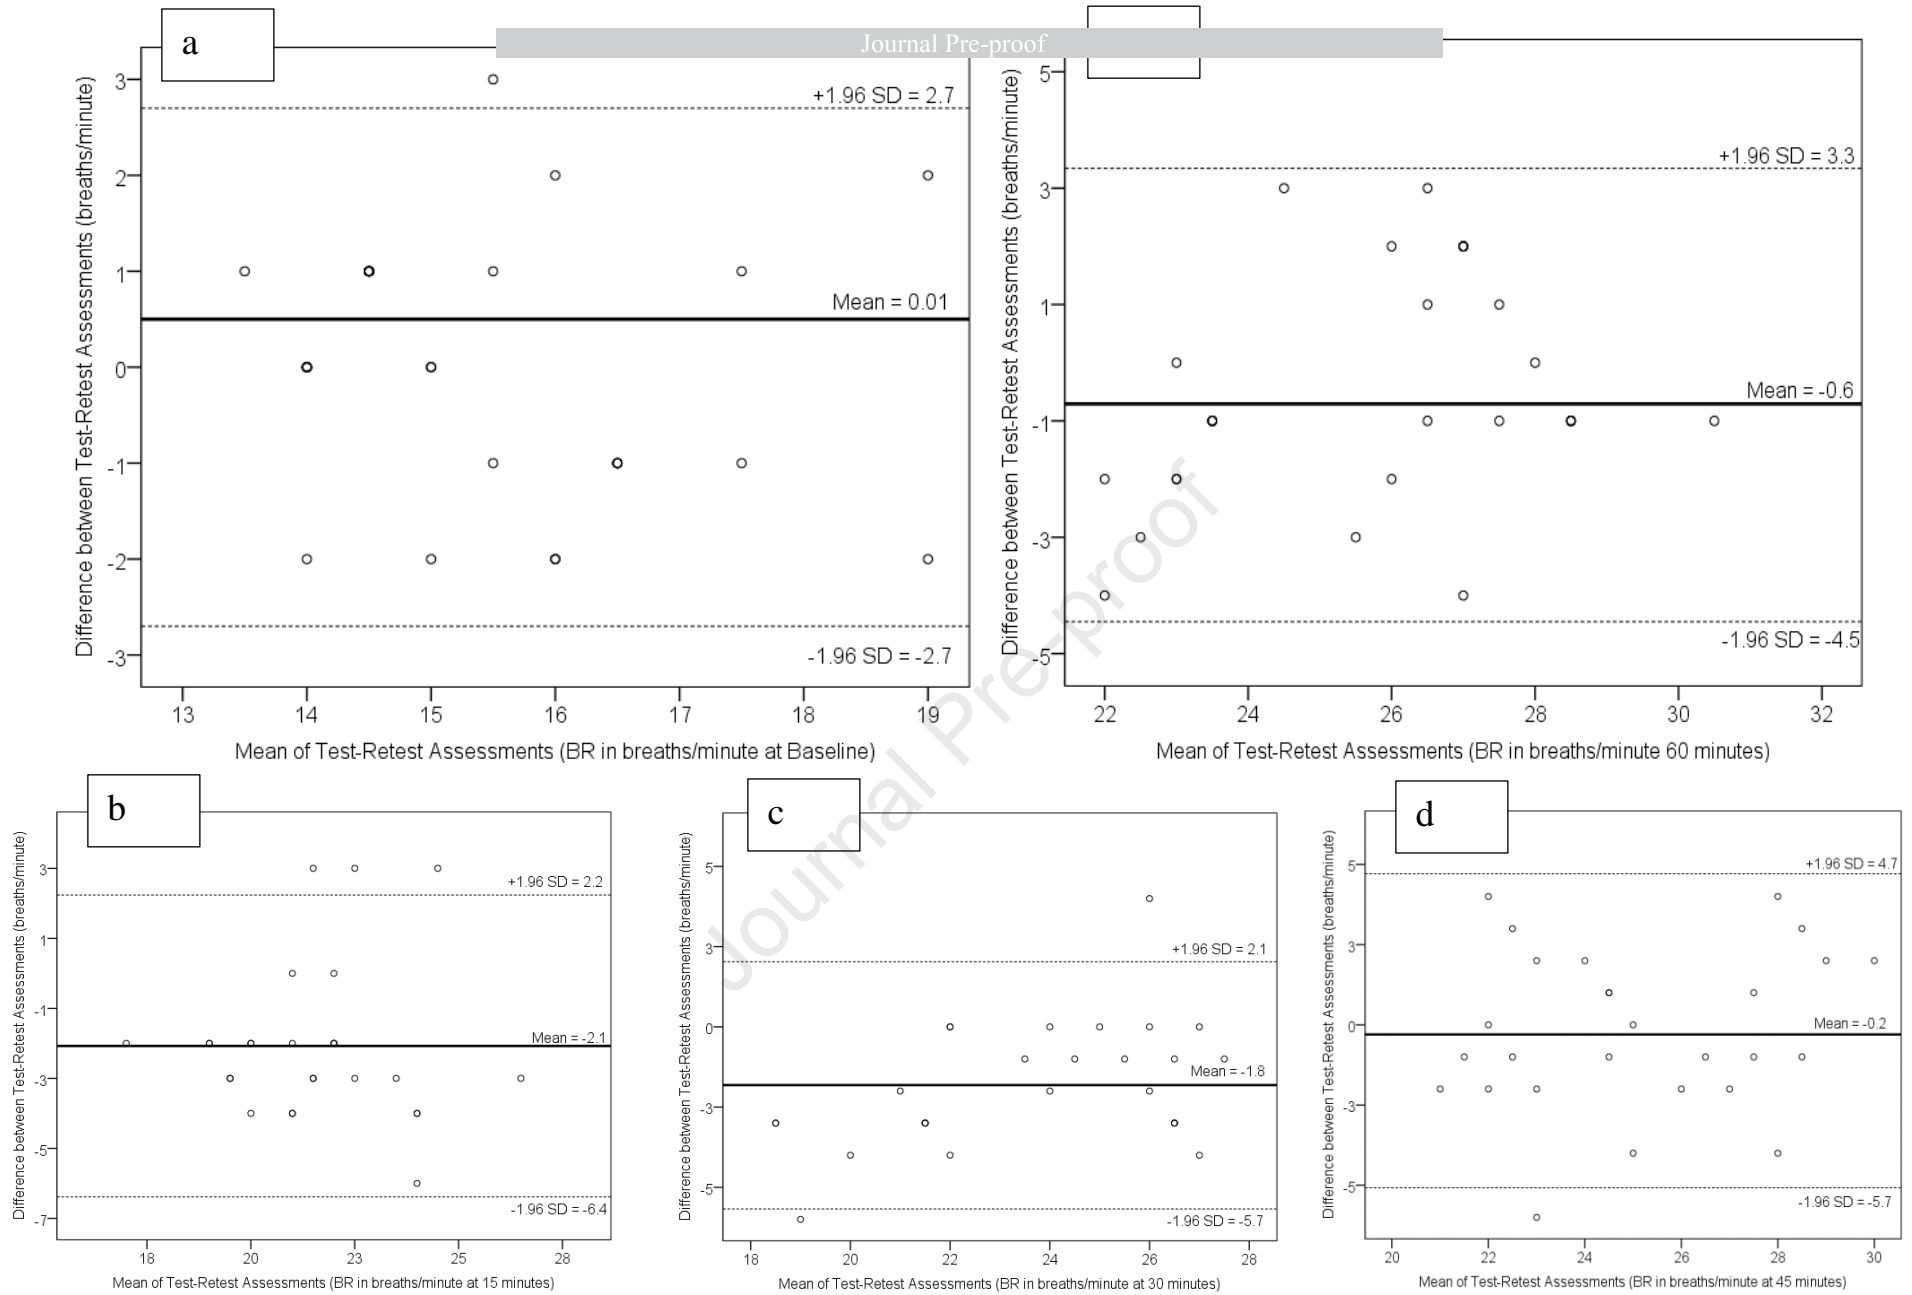 Journal Pre-proof
a
Difference between Test-Retest Assessments (breaths/minute)
3
2
1
0
-1
-2
-3
+1.96 SD = 2.7
Mean = 0.01
-1.96 SD = -2.7
13 14 15 16 17 18 19
Mean of Test-Retest Assessments (BR in breaths/minute at Baseline)
Difference between Test-Retest Assessments (breaths/minute)
5
3
1
-1
-3
-5
+1.96 SD = 3.3
Mean = -0.6
-1.96 SD = -4.5
22 24 26 28 30 32
Mean of Test-Retest Assessments (BR in breaths/minute 60 minutes)
b
Difference between Test-Retest Assessments (breaths/minute)
3
1
-1
-3
-5
-7
+1.96 SD = 2.2
Mean = -2.1
-1.96 SD = -6.4
18 20 23 25 28
Mean of Test-Retest Assessments (BR in breaths/minute at 15 minutes)
c
Difference between Test-Retest Assessments (breaths/minute)
5
3
0
-3
-5
+1.96 SD = 2.1
Mean = -1.8
-1.96 SD = -5.7
18 20 22 24 26 28
Mean of Test-Retest Assessments (BR in breaths/minute at 30 minutes)
d
Difference between Test-Retest Assessments (breaths/minute)
5
3
0
-3
-5
+1.96 SD = 4.7
Mean = -0.2
-1.96 SD = -5.7
20 22 24 26 28 30
Mean of Test-Retest Assessments (BR in breaths/minute at 45 minutes)
Journal Pre-proof